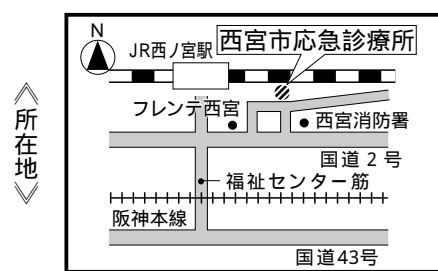 《所在地》
N
JR西ノ宮駅
西宮市応急診療所
フレンテ西宮
西宮消防署
国道2号
福祉センター筋
阪神本線
国道43号